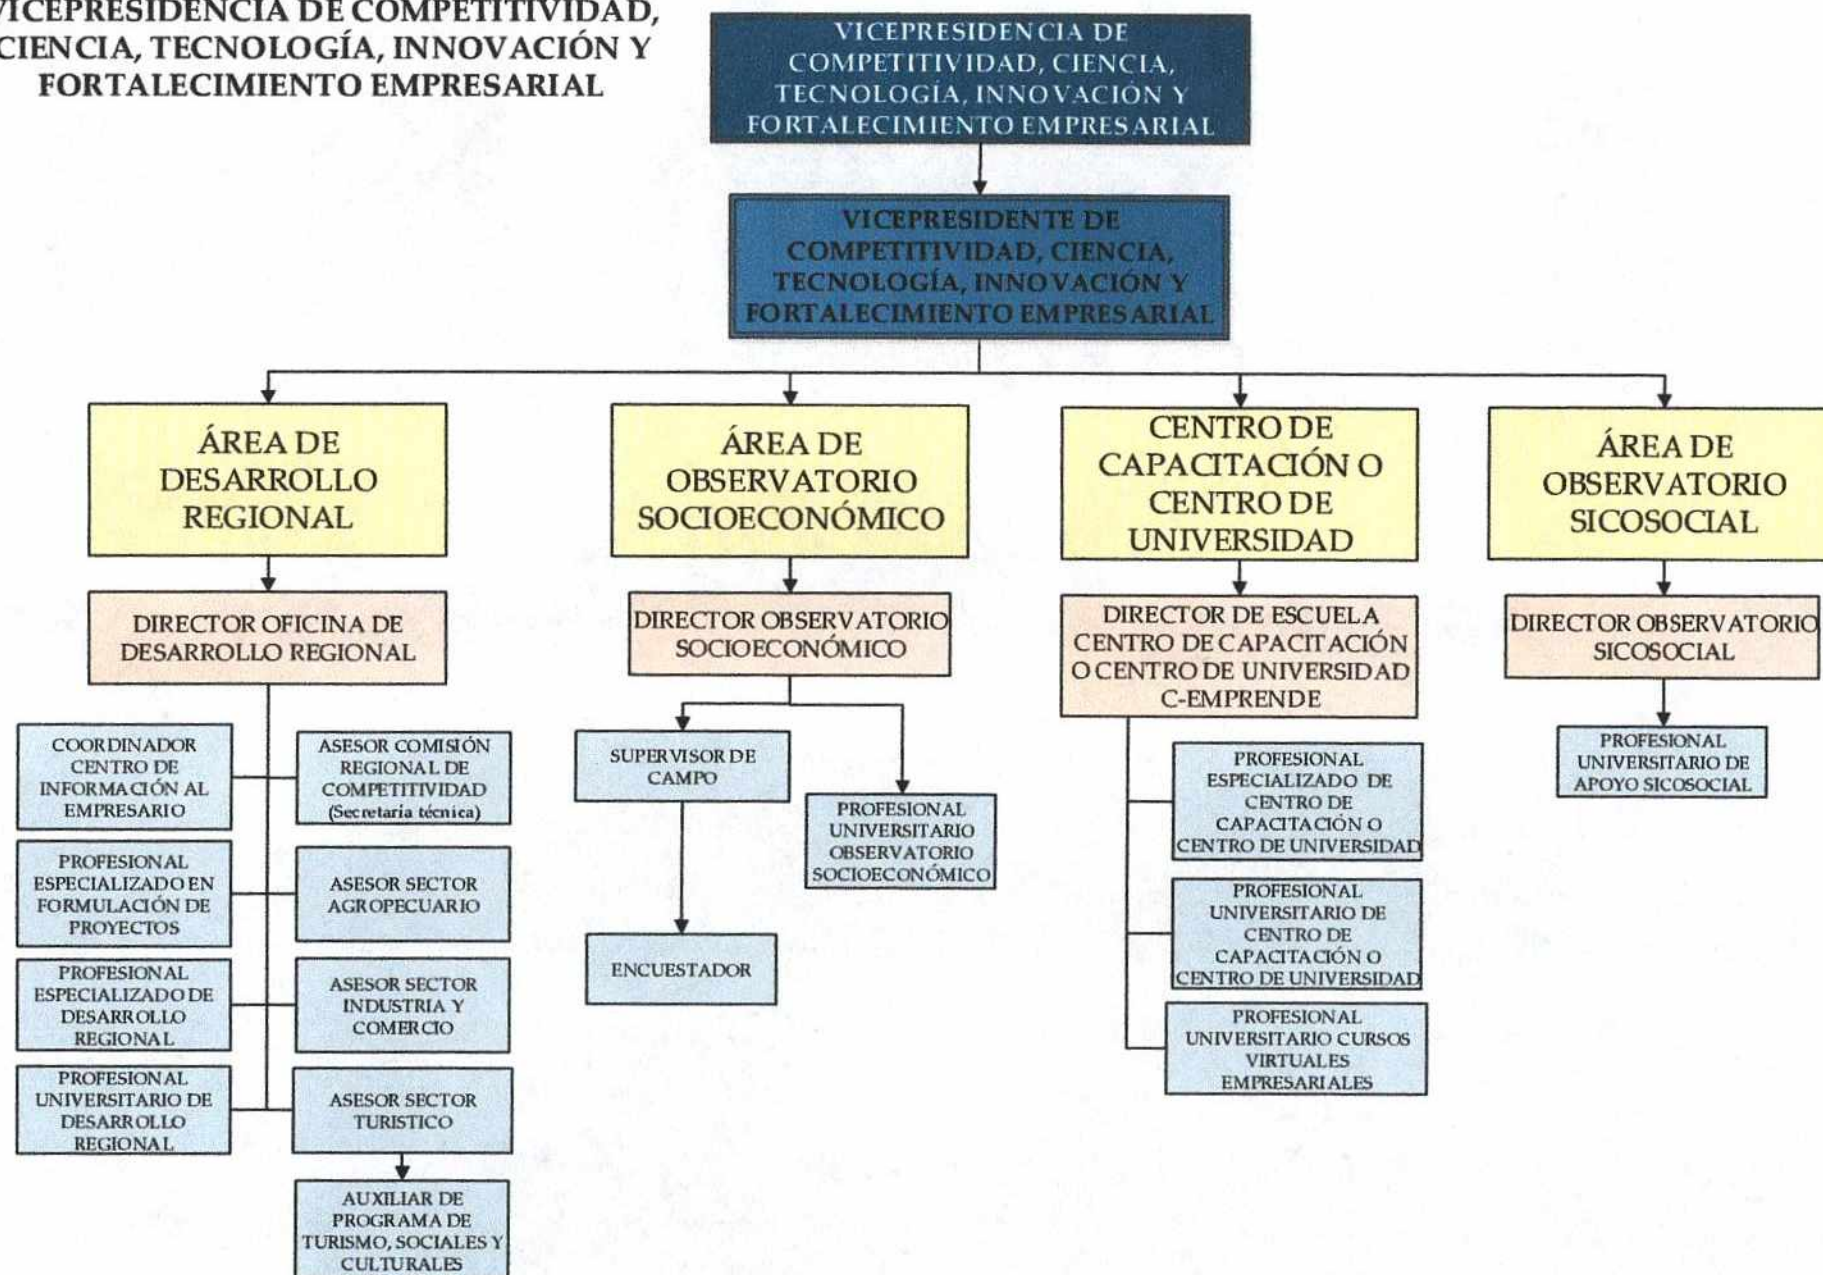 VICEPRESIDENCIA DE COMPETITIVIDAD,
CIENCIA, TECNOLOGÍA, INNOVACIÓN Y
FORTALECIMIENTO EMPRESARIAL
VICEPRESIDENCIA DE
COMPETITIVIDAD, CIENCIA,
TECNOLOGÍA, INNOVACIÓN Y
FORTALECIMIENTO EMPRESARIAL
VICEPRESIDENTE DE
COMPETITIVIDAD, CIENCIA,
TECNOLOGÍA, INNOVACIÓN Y
FORTALECIMIENTO EMPRESARIAL
ÁREA DE
DESARROLLO
REGIONAL
ÁREA DE
OBSERVATORIO
SOCIOECONÓMICO
CENTRO DE
CAPACITACIÓN O
CENTRO DE
UNIVERSIDAD
ÁREA DE
OBSERVATORIO
SICOSOCIAL
DIRECTOR OFICINA DE
DESARROLLO REGIONAL
DIRECTOR OBSERVATORIO
SOCIOECONÓMICO
DIRECTOR DE ESCUELA
CENTRO DE CAPACITACIÓN
O CENTRO DE UNIVERSIDAD
C-EMPRENDE
DIRECTOR OBSERVATORIO
SICOSOCIAL
COORDINADOR
CENTRO DE
INFORMACIÓN AL
EMPRESARIO
ASESOR COMISIÓN
REGIONAL DE
COMPETITIVIDAD
(Secretaría técnica)
PROFESIONAL
ESPECIALIZADO EN
FORMULACIÓN DE
PROYECTOS
ASESOR SECTOR
AGROPECUARIO
PROFESIONAL
ESPECIALIZADO DE
DESARROLLO
REGIONAL
ASESOR SECTOR
INDUSTRIA Y
COMERCIO
PROFESIONAL
UNIVERSITARIO DE
DESARROLLO
REGIONAL
ASESOR SECTOR
TURISTICO
AUXILIAR DE
PROGRAMA DE
TURISMO, SOCIALES Y
CULTURALES
SUPERVISOR DE
CAMPO
PROFESIONAL
UNIVERSITARIO
OBSERVATORIO
SOCIOECONÓMICO
ENCUESTADOR
PROFESIONAL
ESPECIALIZADO DE
CENTRO DE
CAPACITACIÓN O
CENTRO DE UNIVERSIDAD
PROFESIONAL
UNIVERSITARIO DE
CENTRO DE
CAPACITACIÓN O
CENTRO DE UNIVERSIDAD
PROFESIONAL
UNIVERSITARIO CURSOS
VIRTUALES
EMPRESARIALES
PROFESIONAL
UNIVERSITARIO DE
APOYO SICOSOCIAL